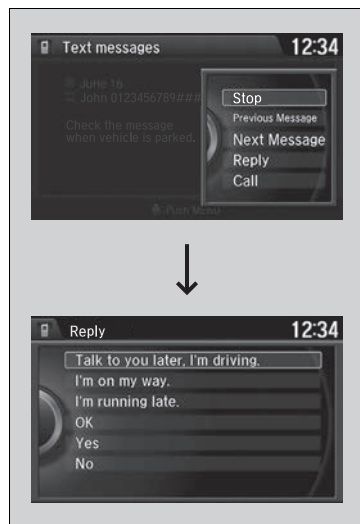 Text messages
12:34
June 16
John 0123456789###
Check the message
when vehicle is parked.
Stop
Previous Message
Next Message
Reply
Call
Push Menu
Reply
12:34
Talk to you later, I'm driving.
I'm on my way.
I'm running late.
OK
Yes
No